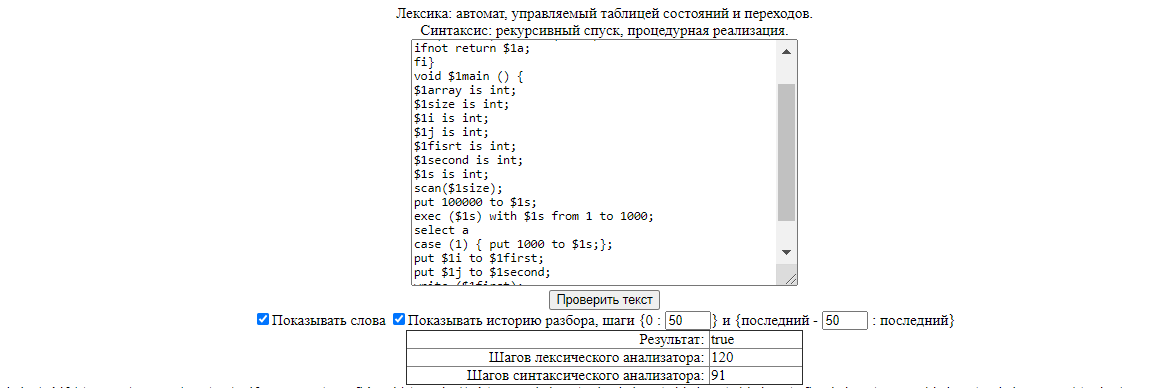 Лексика: автомат, управляемый таблицей состояний и переходов.
Синтаксис: рекурсивный спуск, процедурная реализация.
ifnot return $1a;
fi}
void $1main () {
$1array is int;
$1size is int;
$1i is int;
$1j is int;
$1fisrt is int;
$1second is int;
$1s is int;
scan($1size);
put 100000 to $1s;
exec ($1s) with $1s from 1 to 1000;
select a
case (1) { put 1000 to $1s;};
put $1i to $1first;
put $1j to $1second;
write ($1first);
Проверить текст
Показывать слова Показывать историю разбора, шаги {0 : 50 } и {последний - 50 : последний}
Результат: true
Шагов лексического анализатора: 120
Шагов синтаксического анализатора: 91